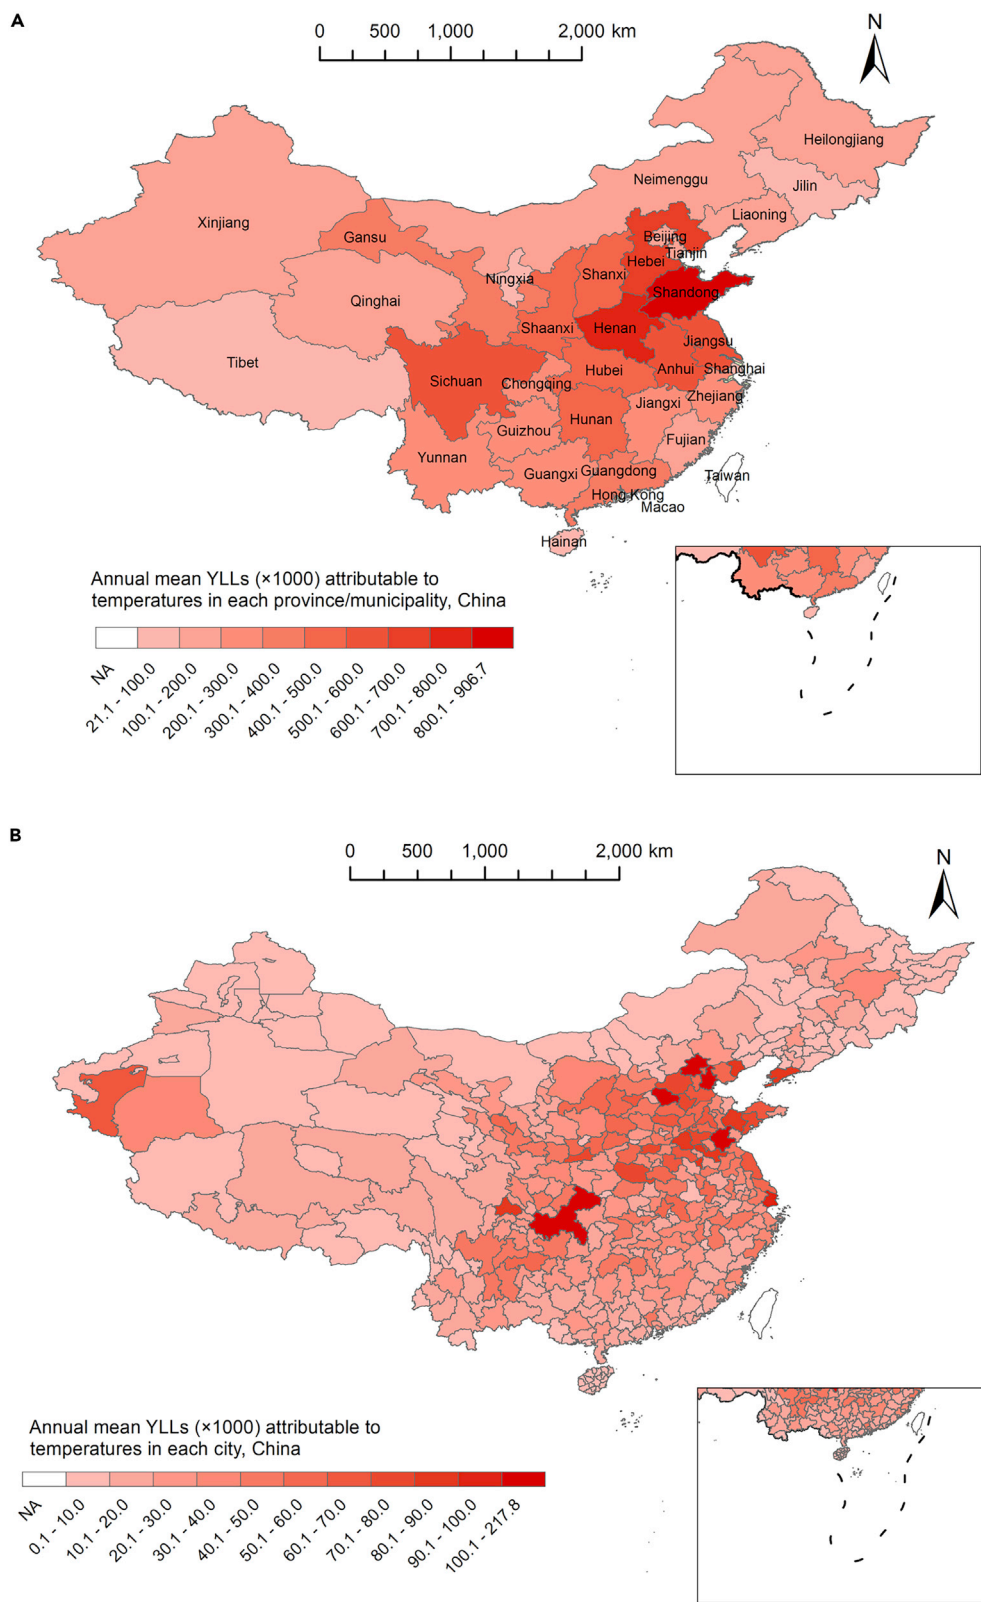 A
N
0 500 1,000 2,000 km
Heilongjiang
Neimenggu
Jilin
Xinjiang
Liaoning
Gansu
Beijing
Tianjin
Hebei
Ningxia
Shanxi
Qinghai
Shandong
Shaanxi
Henan
Jiangsu
Tibet
Hubei
Anhui
Shanghai
Sichuan
Chongqing
Zhejiang
Jiangxi
Hunan
Guizhou
Fujian
Yunnan
Guangxi
Guangdong
Taiwan
Hong Kong
Macao
Hainan
Annual mean YLLs (×1000) attributable to
temperatures in each province/municipality, China
NA
21.1 - 100.0
100.1 - 200.0
200.1 - 300.0
300.1 - 400.0
400.1 - 500.0
500.1 - 600.0
600.1 - 700.0
700.1 - 800.0
800.1 - 906.7
B
0 500 1,000 2,000 km
N
Annual mean YLLs (×1000) attributable to
temperatures in each city, China
NA
0.1 - 10.0
10.1 - 20.0
20.1 - 30.0
30.1 - 40.0
40.1 - 50.0
50.1 - 60.0
60.1 - 70.0
70.1 - 80.0
80.1 - 90.0
90.1 - 100.0
100.1 - 217.8